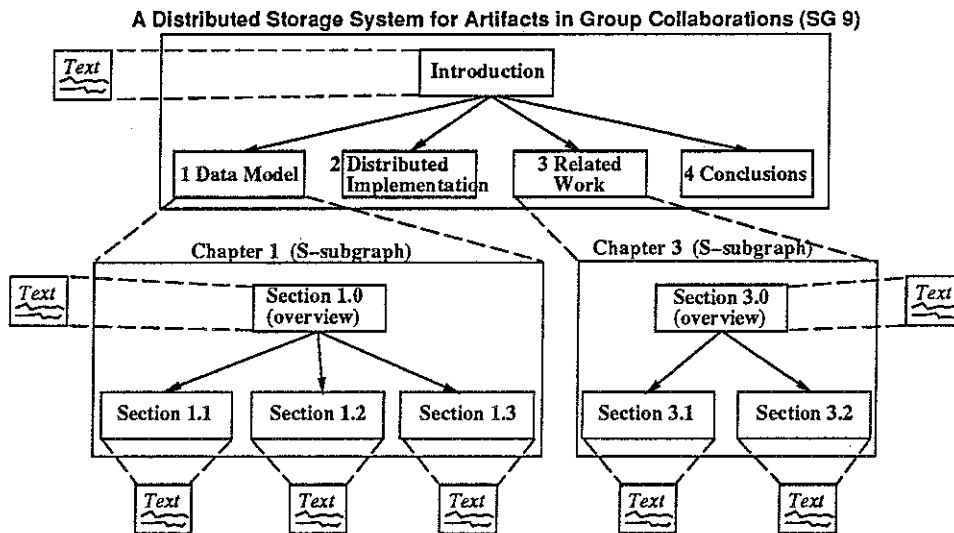 A Distributed Storage System for Artifacts in Group Collaborations (SG 9)
Text
Introduction
1 Data Model
2 Distributed
Implementation
3 Related
Work
4 Conclusions
Chapter 1 (S-subgraph)
Chapter 3 (S-subgraph)
Text
Section 1.0
(overview)
Section 3.0
(overview)
Text
Section 1.1
Section 1.2
Section 1.3
Section 3.1
Section 3.2
Text
Text
Text
Text
Text